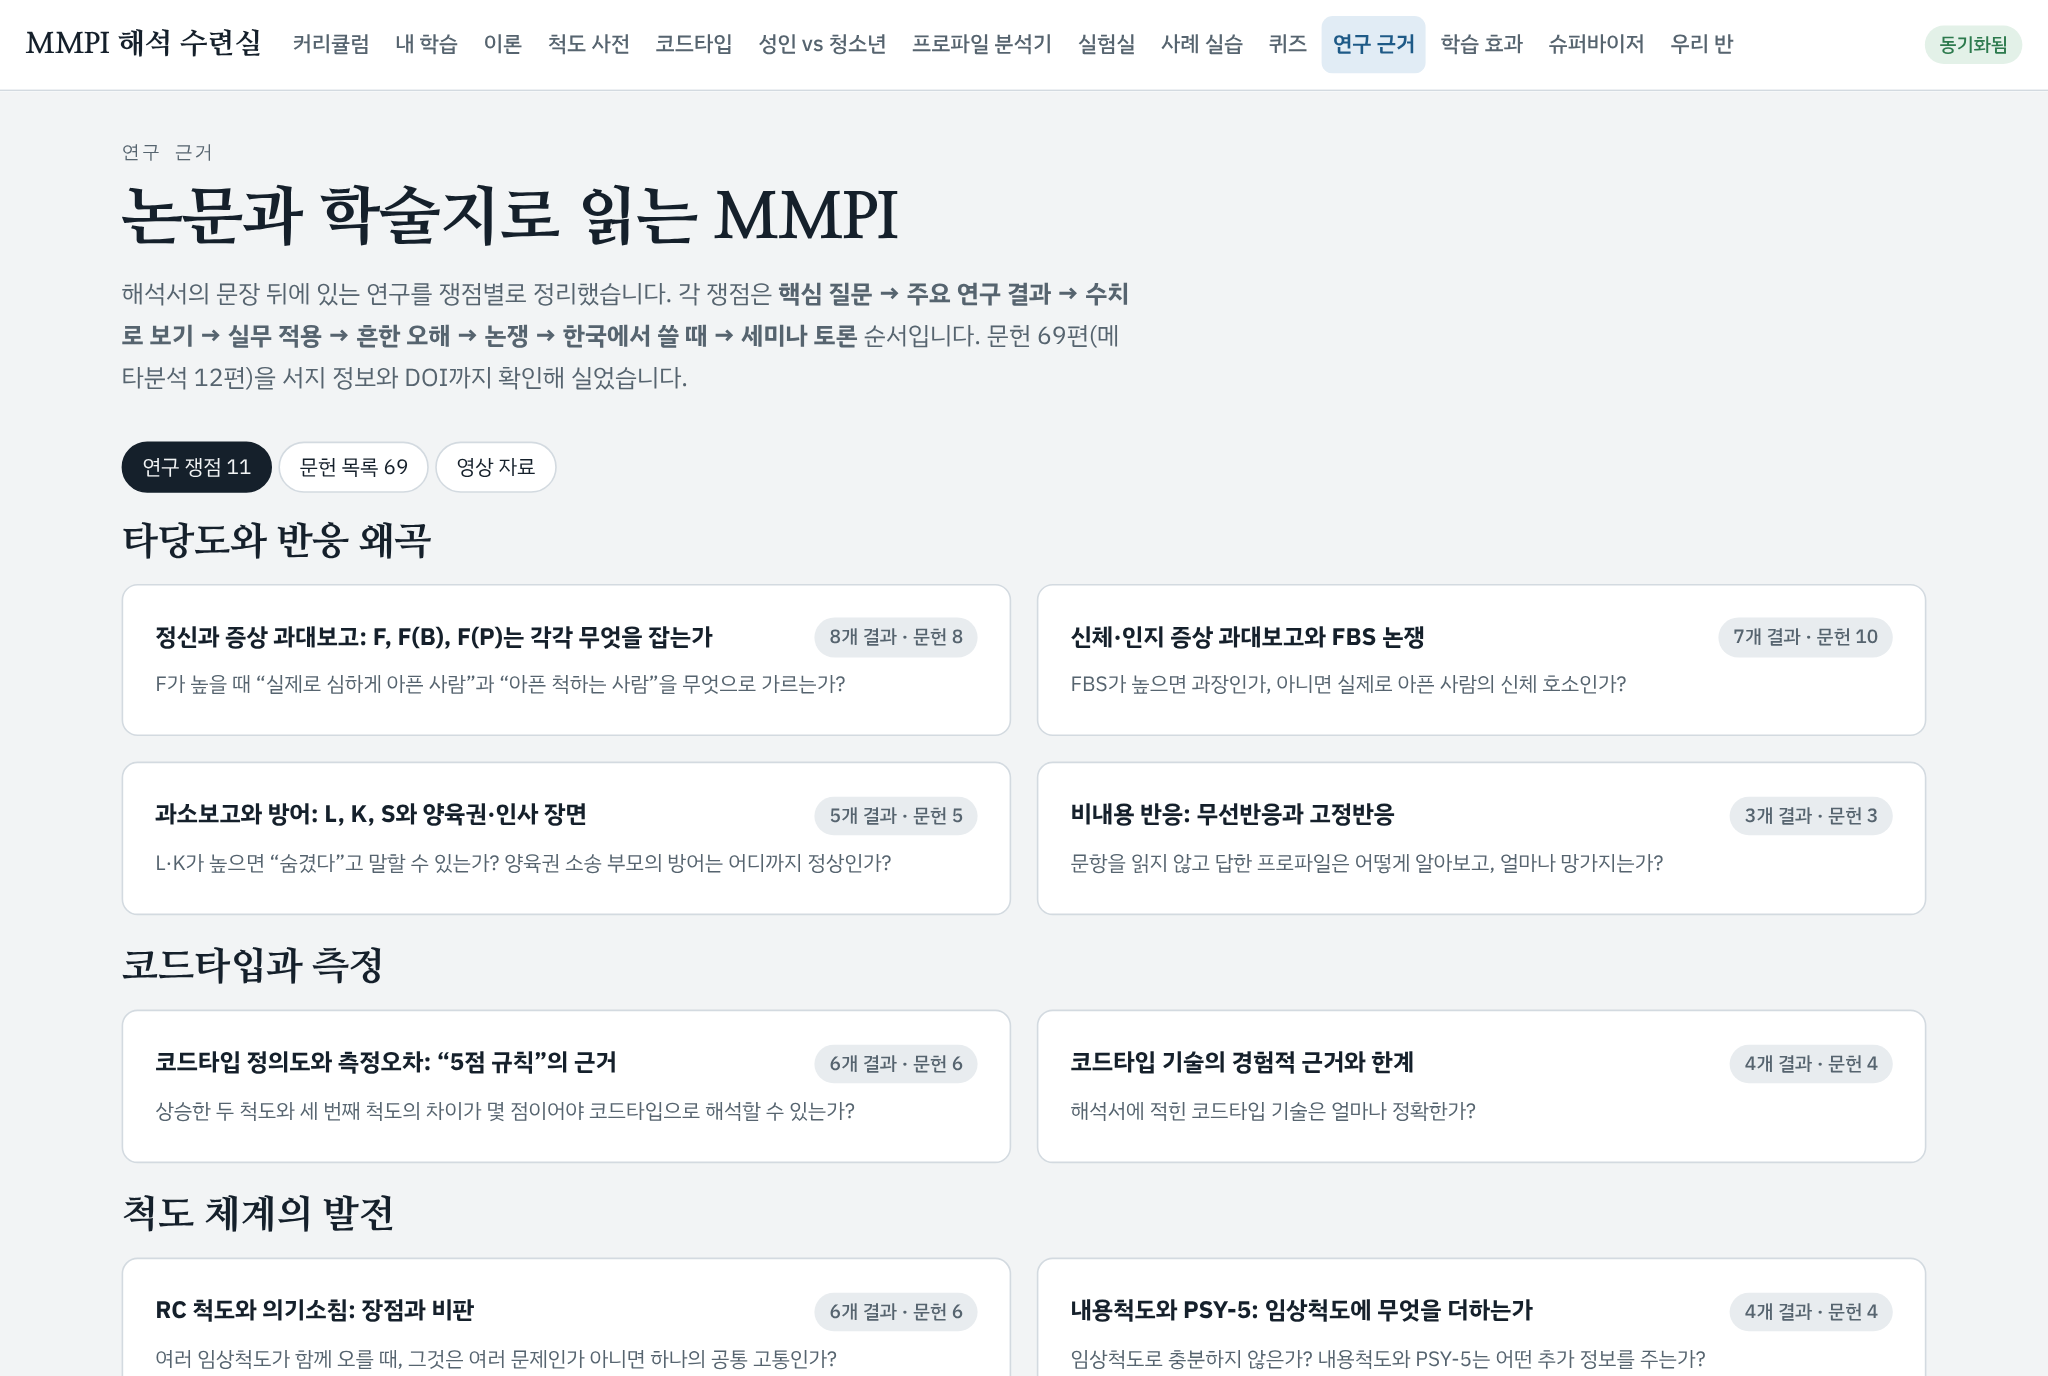 MMPI 해석 수련실
커리큘럼
내 학습
이론
척도 사전
코드타입
성인 vs 청소년
프로파일 분석기
실험실
사례 실습
퀴즈
연구 근거
학습 효과
슈퍼바이저
우리 반
동기화됨
연구 근거
논문과 학술지로 읽는 MMPI
해석서의 문장 뒤에 있는 연구를 쟁점별로 정리했습니다. 각 쟁점은 핵심 질문 → 주요 연구 결과 → 수치
로 보기 → 실무 적용 → 흔한 오해 → 논쟁 → 한국에서 쓸 때 → 세미나 토론 순서입니다. 문헌 69편(메
타분석 12편)을 서지 정보와 DOI까지 확인해 실었습니다.
연구 쟁점 11
문헌 목록 69
영상 자료
타당도와 반응 왜곡
정신과 증상 과대보고: F, F(B), F(P)는 각각 무엇을 잡는가
8개 결과 · 문헌 8
F가 높을 때 “실제로 심하게 아픈 사람”과 “아픈 척하는 사람”을 무엇으로 가르는가?
신체·인지 증상 과대보고와 FBS 논쟁
7개 결과 · 문헌 10
FBS가 높으면 과장인가, 아니면 실제로 아픈 사람의 신체 호소인가?
과소보고와 방어: L, K, S와 양육권·인사 장면
5개 결과 · 문헌 5
L·K가 높으면 “숨겼다”고 말할 수 있는가? 양육권 소송 부모의 방어는 어디까지 정상인가?
비내용 반응: 무선반응과 고정반응
3개 결과 · 문헌 3
문항을 읽지 않고 답한 프로파일은 어떻게 알아보고, 얼마나 망가지는가?
코드타입과 측정
코드타입 정의도와 측정오차: “5점 규칙”의 근거
6개 결과 · 문헌 6
상승한 두 척도와 세 번째 척도의 차이가 몇 점이어야 코드타입으로 해석할 수 있는가?
코드타입 기술의 경험적 근거와 한계
4개 결과 · 문헌 4
해석서에 적힌 코드타입 기술은 얼마나 정확한가?
척도 체계의 발전
RC 척도와 의기소침: 장점과 비판
6개 결과 · 문헌 6
여러 임상척도가 함께 오를 때, 그것은 여러 문제인가 아니면 하나의 공통 고통인가?
내용척도와 PSY-5: 임상척도에 무엇을 더하는가
4개 결과 · 문헌 4
임상척도로 충분하지 않은가? 내용척도와 PSY-5는 어떤 추가 정보를 주는가?